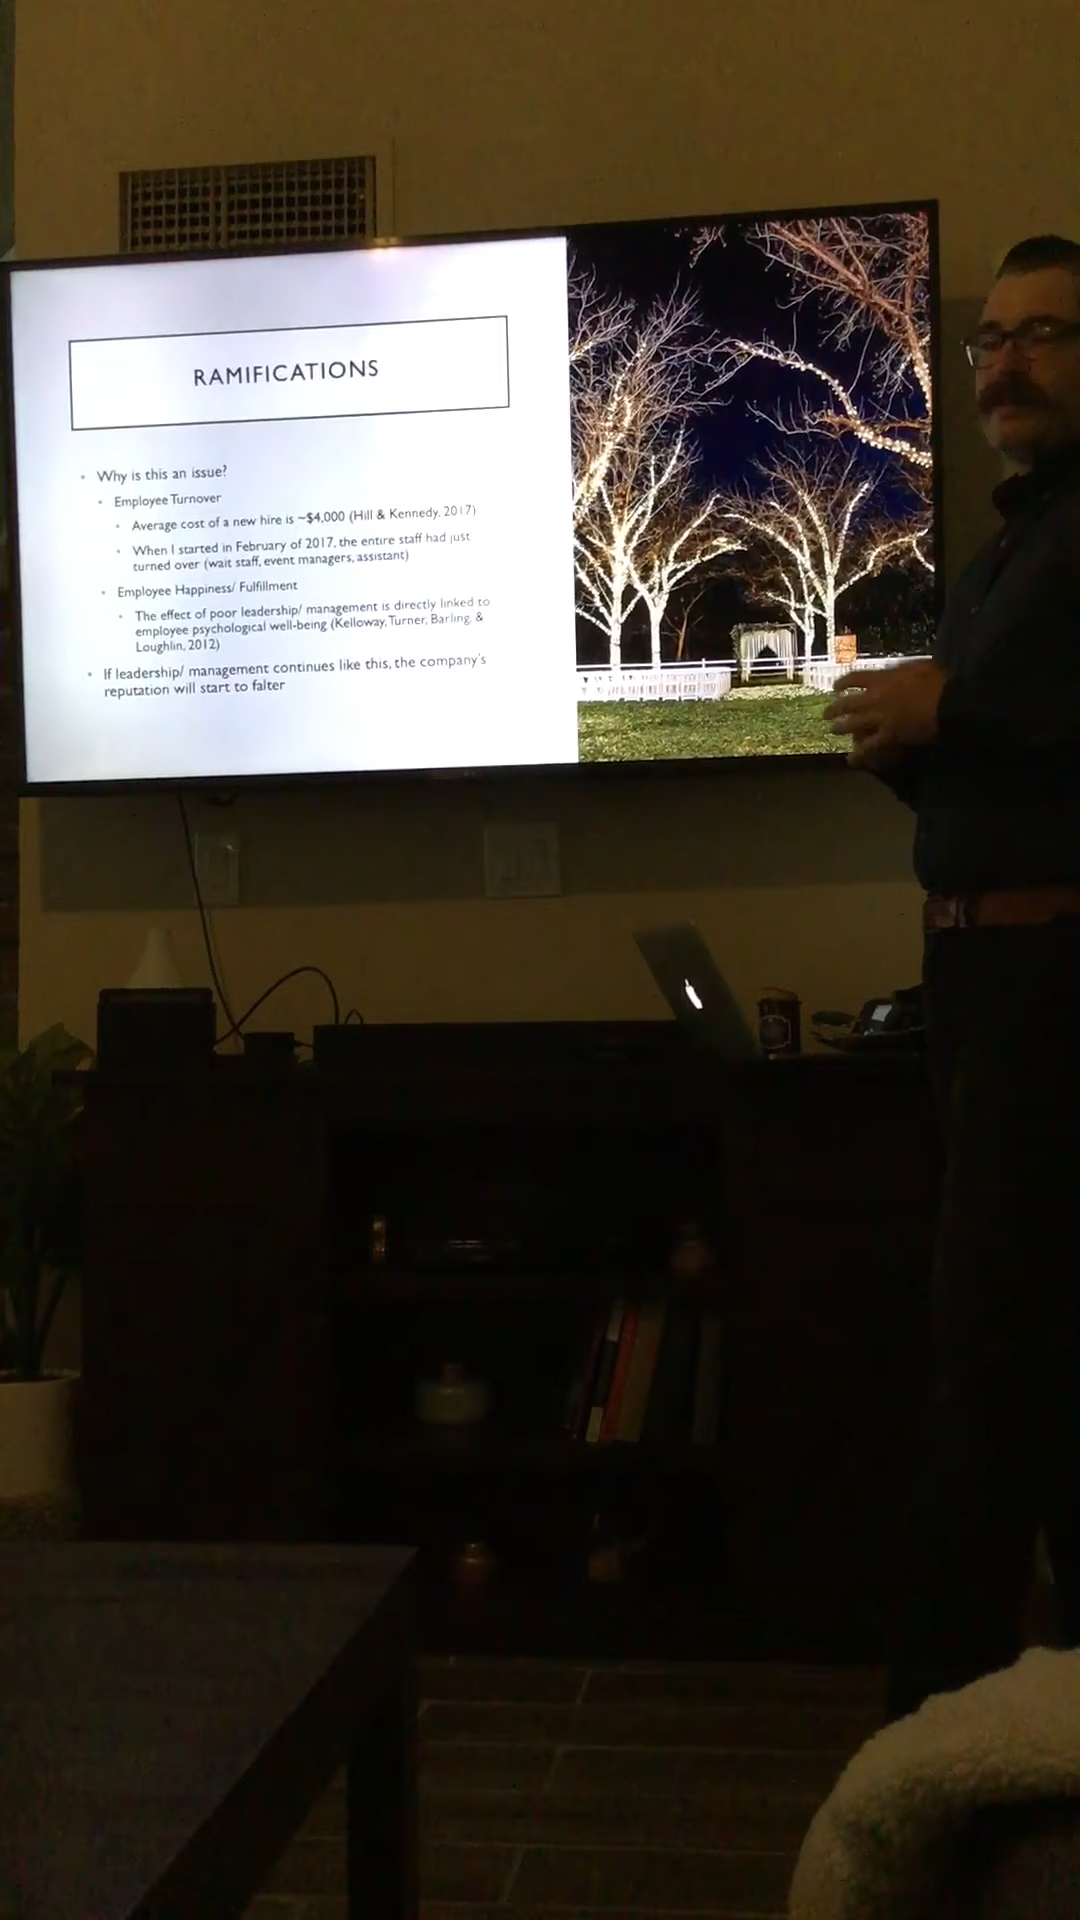 RAMIFICATIONS
Why is this an issue?
Employee Turnover
Average cost of a new hire is ~$4,000 (Hill & Kennedy, 2017)
When I started in February of 2017, the entire staff had just
turned over (wait staff, event managers, assistant)
Employee Happiness/ Fulfillment
The effect of poor leadership/ management is directly linked to
employee psychological well-being (Kelloway, Turner, Barling, &
Loughlin, 2012)
If leadership/ management continues like this, the company's
reputation will start to falter